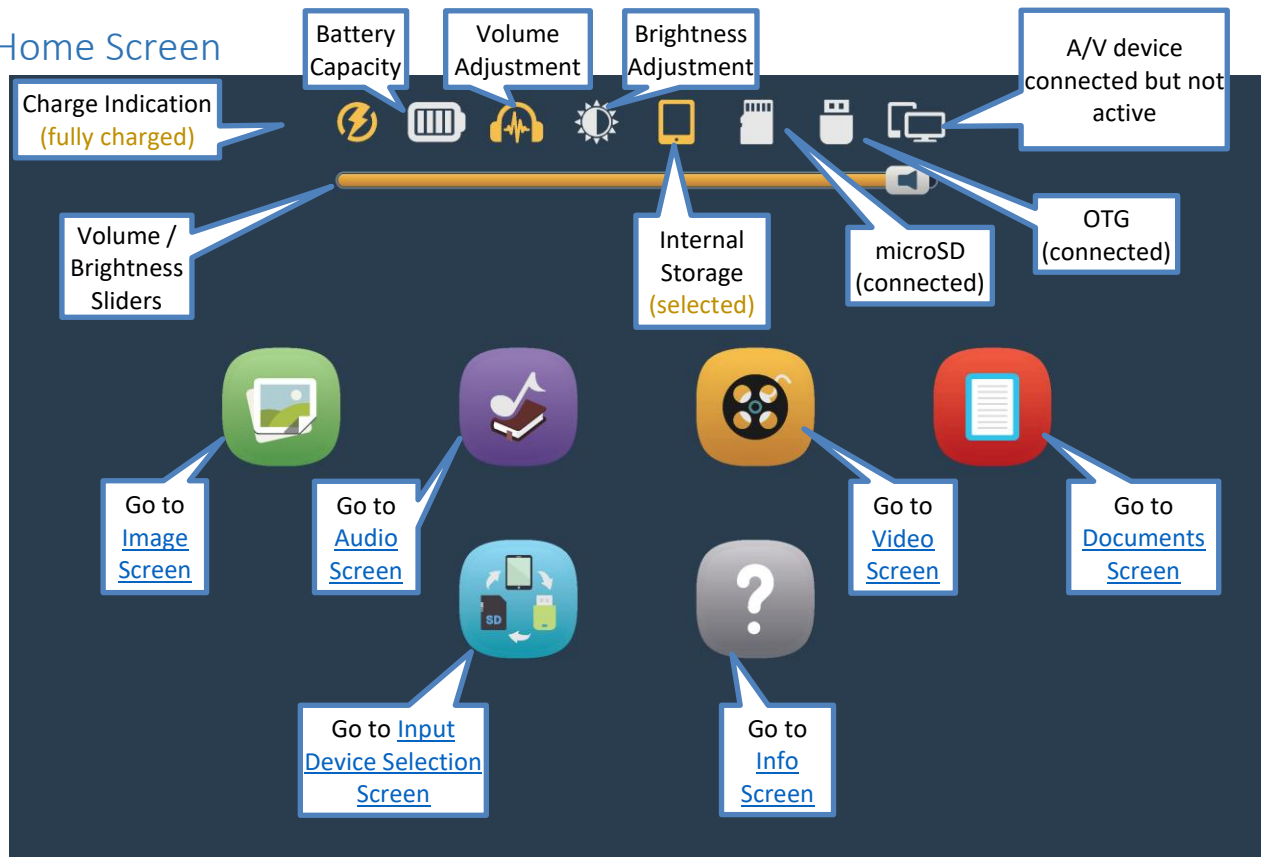 Home Screen
Battery
Capacity
Volume
Adjustment
Brightness
Adjustment
A/V device
connected but not
active
Charge Indication
(fully charged)
Volume /
Brightness
Sliders
Internal
Storage
(selected)
microSD
(connected)
OTG
(connected)
Go to
Image
Screen
Go to
Audio
Screen
Go to
Video
Screen
Go to
Documents
Screen
SD
Go to Input
Device Selection
Screen
?
Go to
Info
Screen